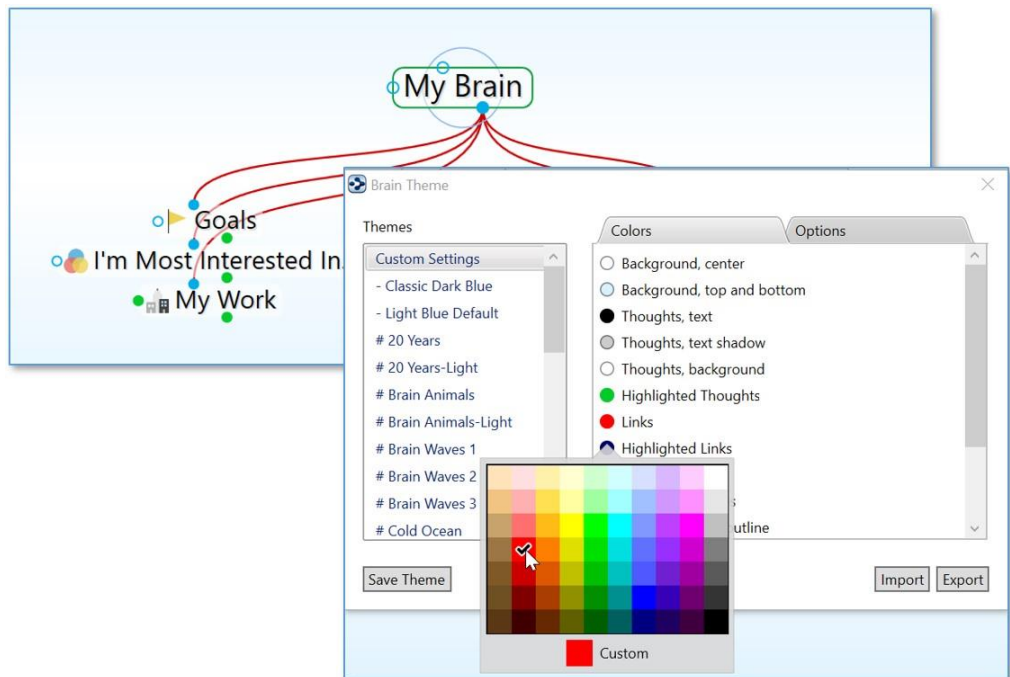 My Brain
Goals
I'm Most Interested In.
My Work
Brain Theme
Themes
Custom Settings
- Classic Dark Blue
- Light Blue Default
# 20 Years
# 20 Years-Light
# Brain Animals
# Brain Animals-Light
# Brain Waves 1
# Brain Waves 2
# Brain Waves 3
# Cold Ocean
Save Theme
Colors
Options
Background, center
Background, top and bottom
Thoughts, text
Thoughts, text shadow
Thoughts, background
Highlighted Thoughts
Links
Highlighted Links
Custom
Import
Export